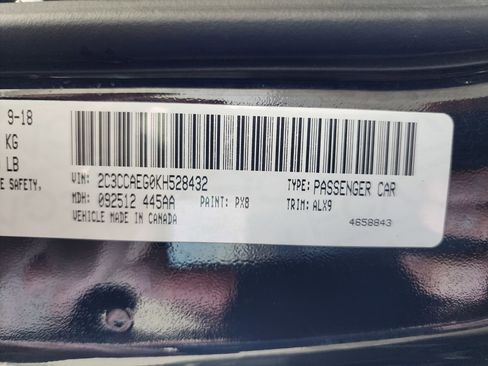 9-18
KG
LB
E SAFETY,
VIN: 2C3CCAEG0KH528432 TYPE: PASSENGER CAR
MDH: 092512 445AA PAINT: PX8 TRIM: ALX9
VEHICLE MADE IN CANADA 4658843